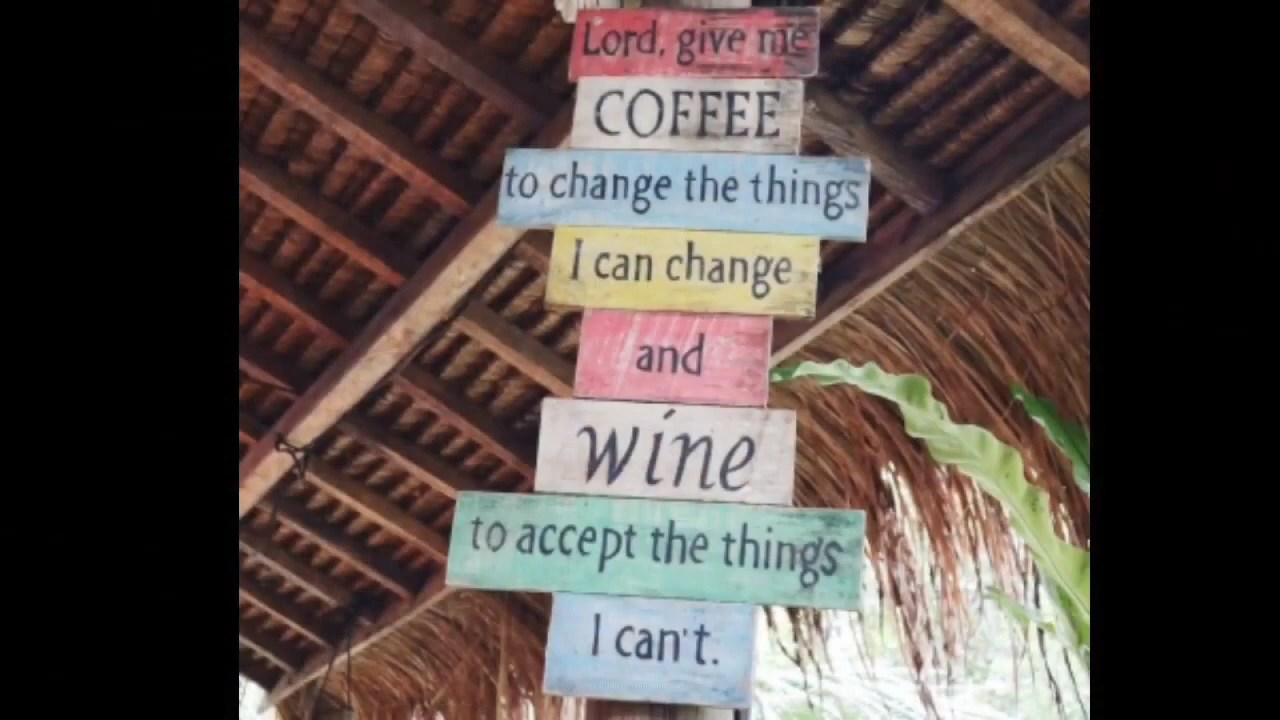 Lord, give me
COFFEE
to change the things
I can change
and
wine
to accept the things
I can't.